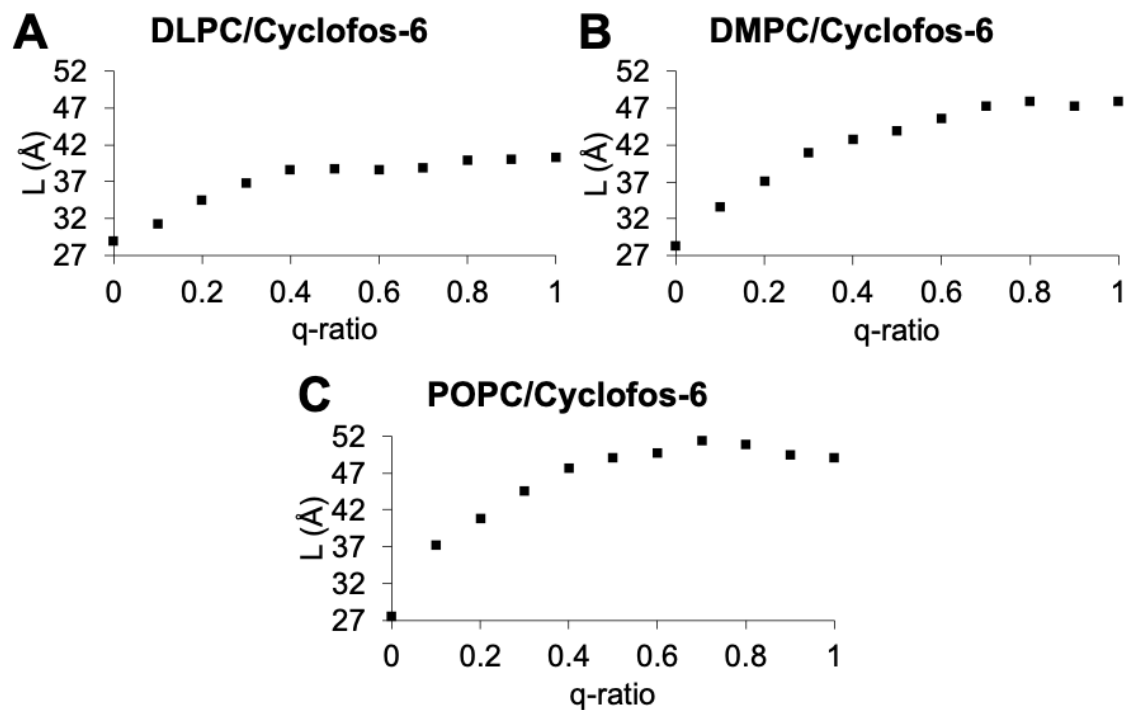 A DLPC/Cyclofos-6
52
47
42
37
32
27
L (Å)
0 0.2 0.4 0.6 0.8 1
q-ratio
B DMPC/Cyclofos-6
52
47
42
37
32
27
L (Å)
0 0.2 0.4 0.6 0.8 1
q-ratio
C POPC/Cyclofos-6
52
47
42
37
32
27
L (Å)
0 0.2 0.4 0.6 0.8 1
q-ratio